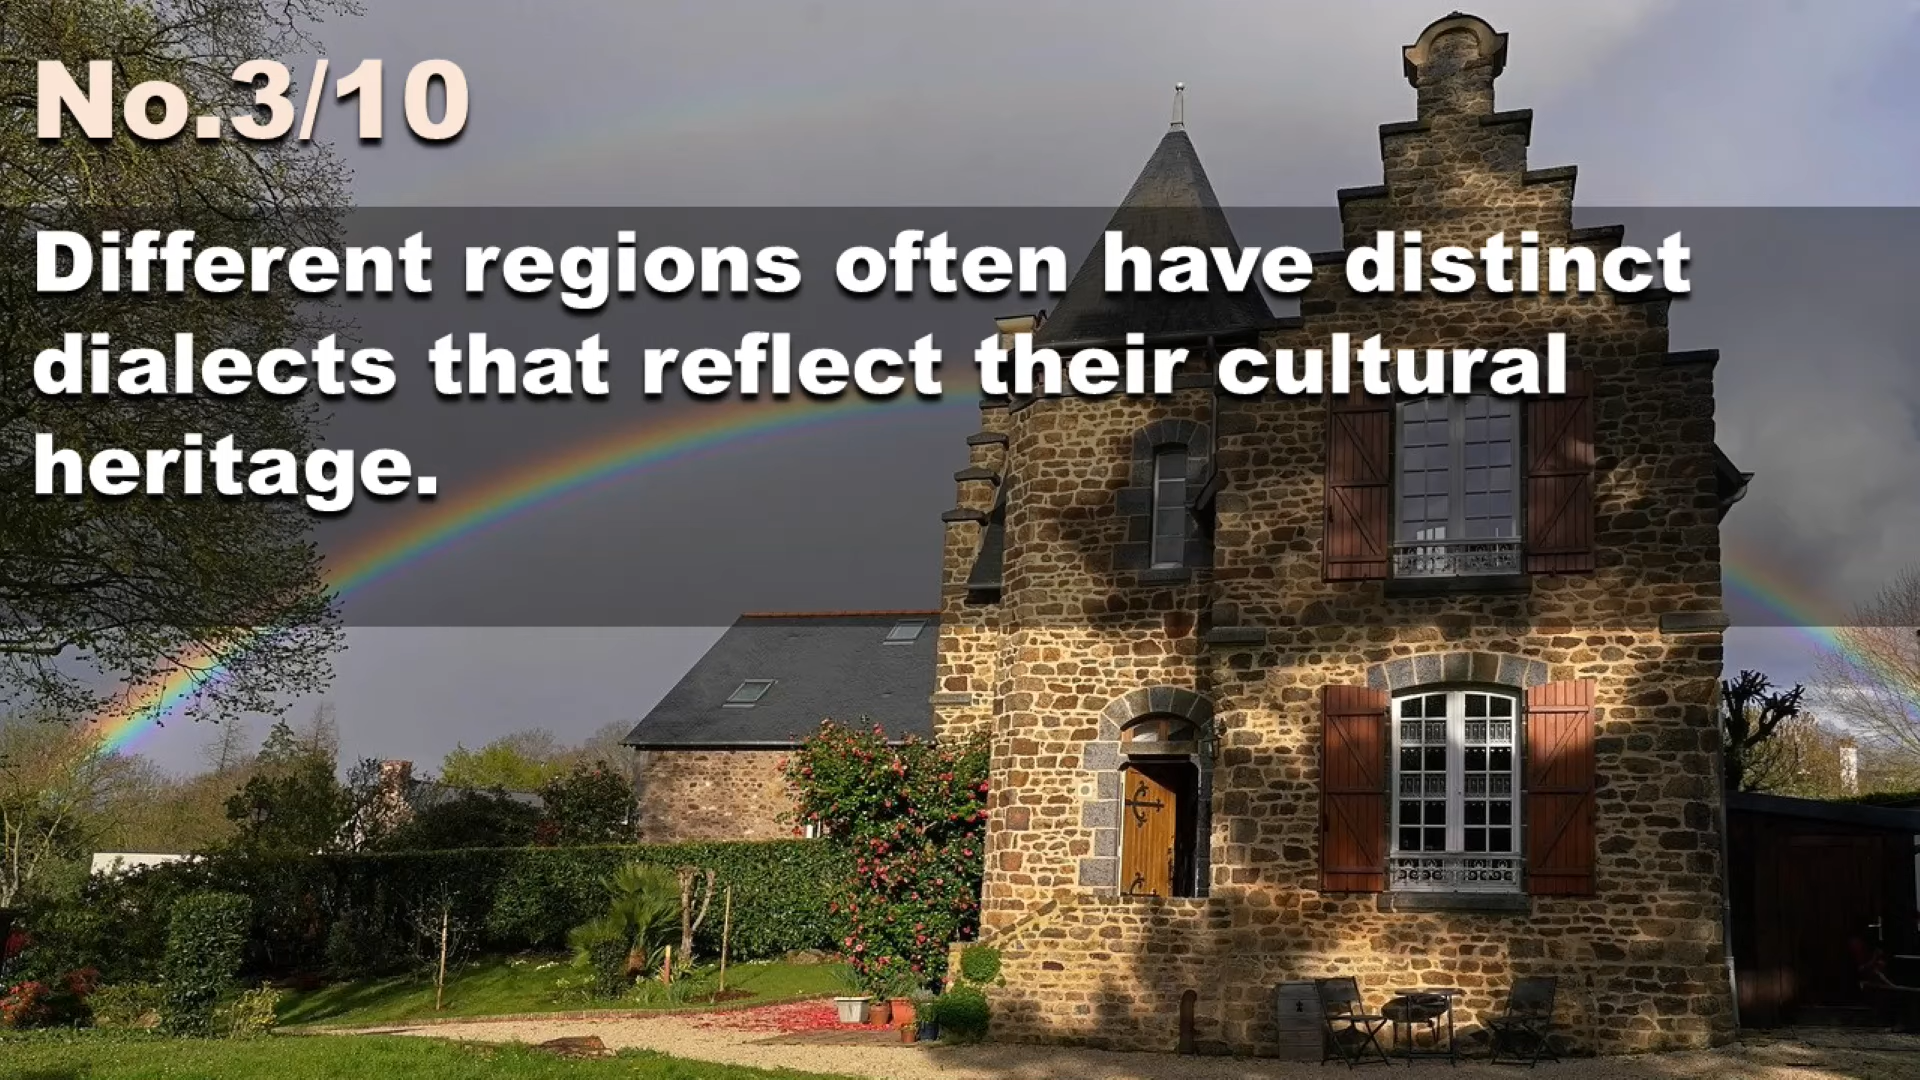 No.3/10
Different regions often have distinct
dialects that reflect their cultural
heritage.